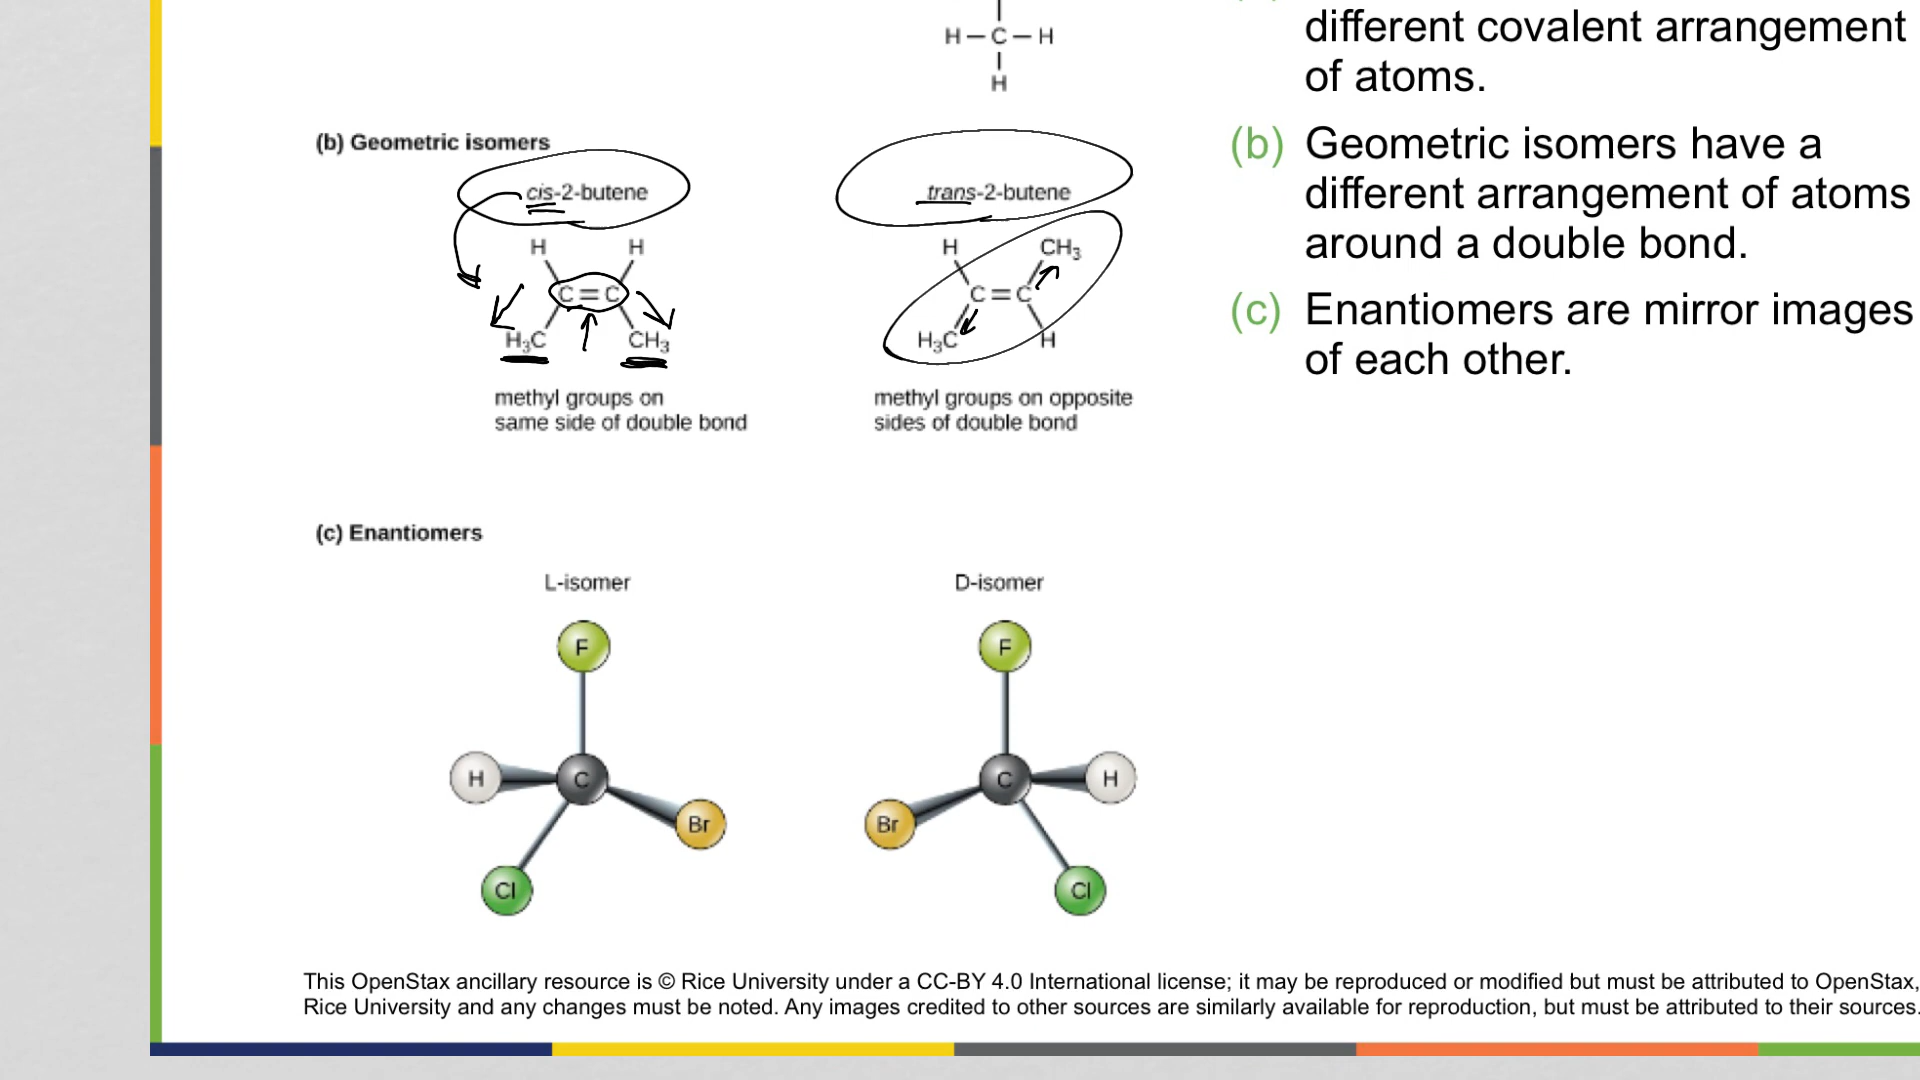 different covalent arrangement
of atoms.
H–C–H
H
(b) Geometric isomers
cis-2-butene
trans-2-butene
H H
C=C
H₃C CH₃
H CH₃
C=C
H₃C H
methyl groups on
same side of double bond
methyl groups on opposite
sides of double bond
(b) Geometric isomers have a
different arrangement of atoms
around a double bond.
(c) Enantiomers are mirror images
of each other.
(c) Enantiomers
L-isomer
F
H C Br
Cl
D-isomer
F
Br C H
Cl
This OpenStax ancillary resource is © Rice University under a CC-BY 4.0 International license; it may be reproduced or modified but must be attributed to OpenStax,
Rice University and any changes must be noted. Any images credited to other sources are similarly available for reproduction, but must be attributed to their sources.